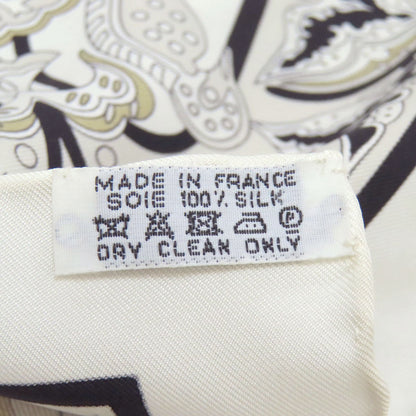 MADE IN FRANCE
SOIE 100% SILK
P
DRY CLEAN ONLY